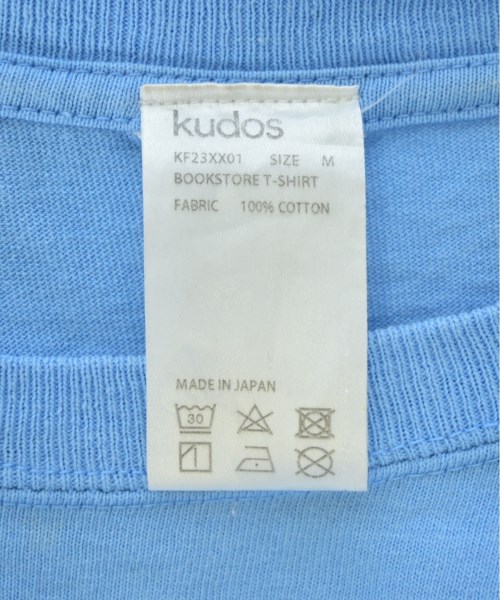 kudos
KF23XX01 SIZE M
BOOKSTORE T-SHIRT
FABRIC 100% COTTON
MADE IN JAPAN
30